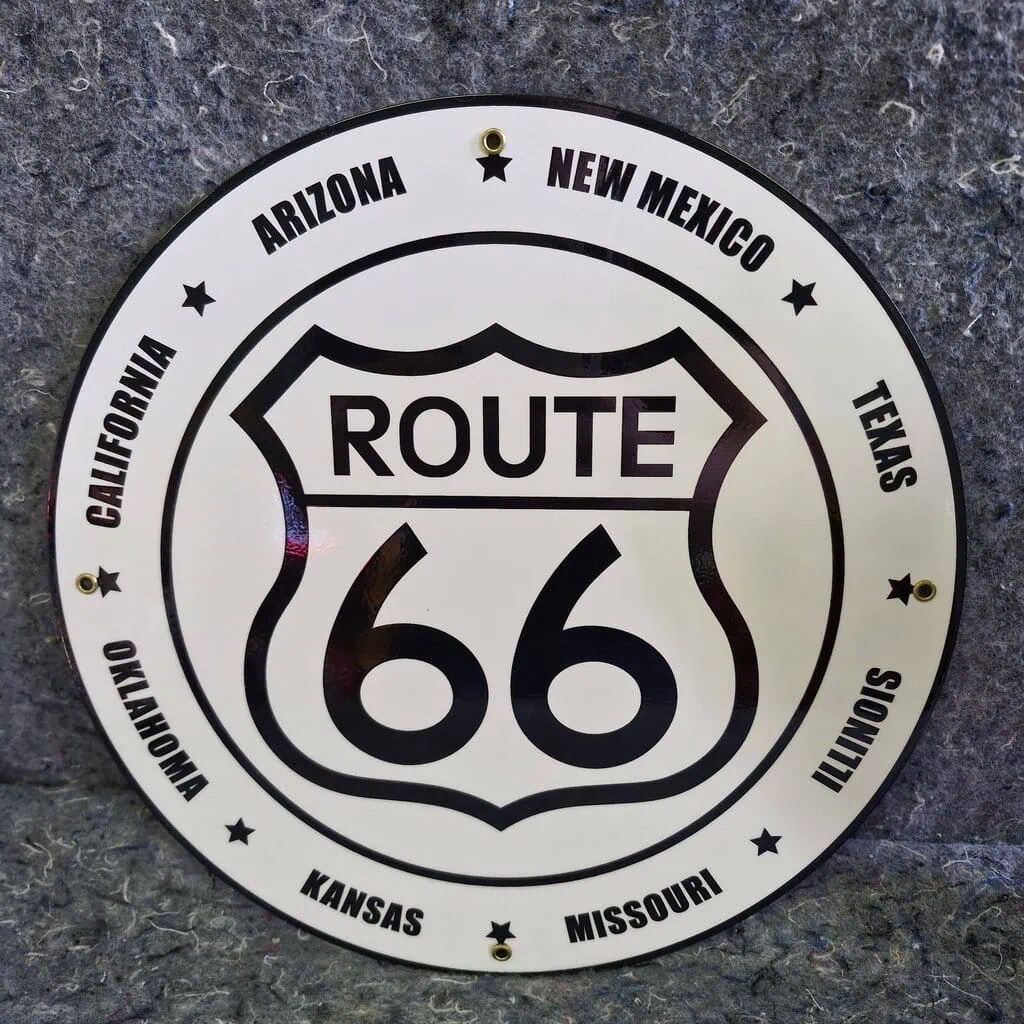 ROUTE
66
ARIZONA
NEW MEXICO
TEXAS
ILLINOIS
MISSOURI
KANSAS
OKLAHOMA
CALIFORNIA